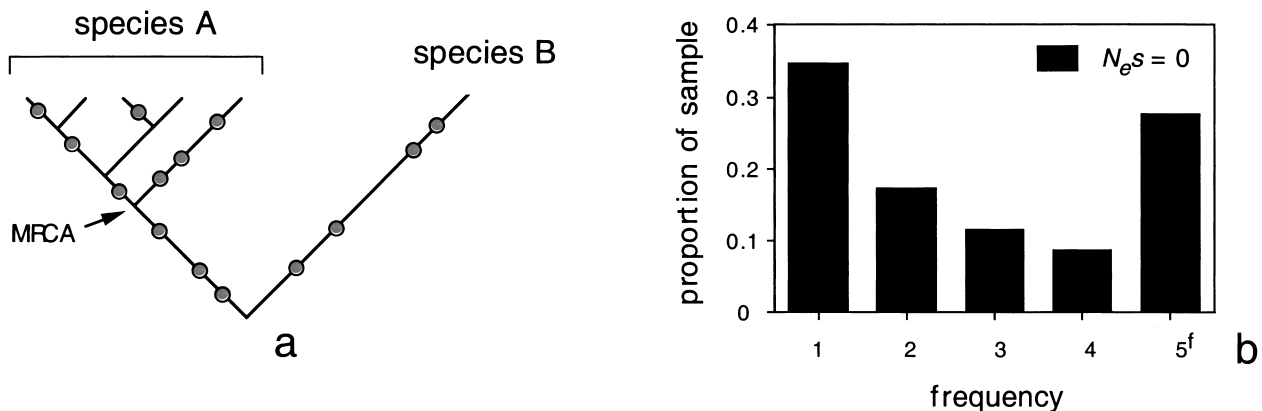 species A
species B
MRCA
a
proportion of sample
0.4
0.3
0.2
0.1
0
Nₑs = 0
1 2 3 4 5ᶠ
frequency
b